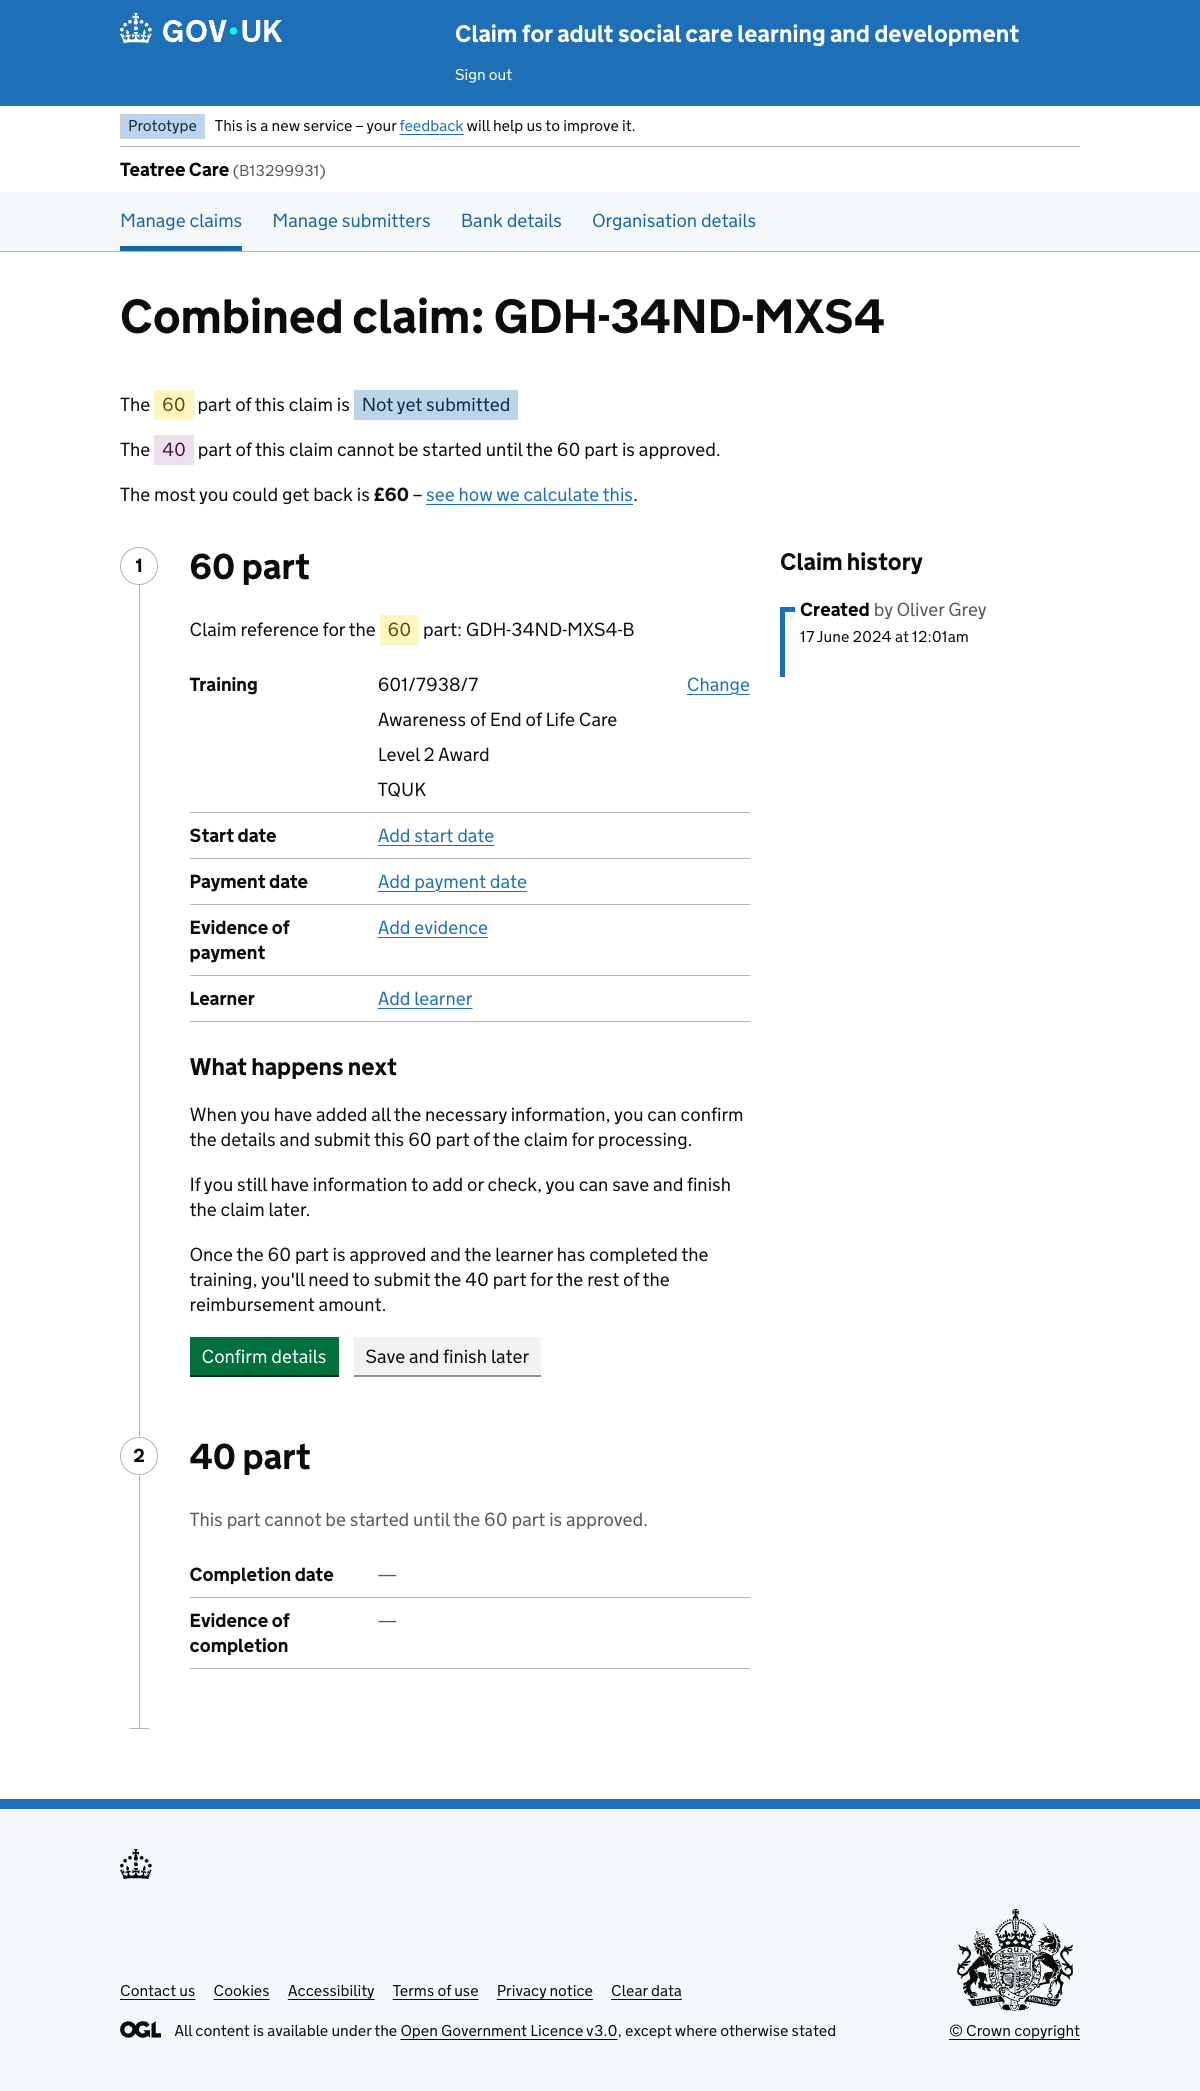 GOV·UK
Claim for adult social care learning and development
Sign out
Prototype This is a new service – your feedback will help us to improve it.
Teatree Care (B13299931)
Manage claims Manage submitters Bank details Organisation details
Combined claim: GDH-34ND-MXS4
The 60 part of this claim is Not yet submitted
The 40 part of this claim cannot be started until the 60 part is approved.
The most you could get back is £60 – see how we calculate this.
1 60 part
Claim reference for the 60 part: GDH-34ND-MXS4-B
Training 601/7938/7 Change
Awareness of End of Life Care
Level 2 Award
TQUK
Start date Add start date
Payment date Add payment date
Evidence of payment Add evidence
Learner Add learner
What happens next
When you have added all the necessary information, you can confirm
the details and submit this 60 part of the claim for processing.
If you still have information to add or check, you can save and finish
the claim later.
Once the 60 part is approved and the learner has completed the
training, you'll need to submit the 40 part for the rest of the
reimbursement amount.
Confirm details Save and finish later
Claim history
Created by Oliver Grey
17 June 2024 at 12:01am
2 40 part
This part cannot be started until the 60 part is approved.
Completion date —
Evidence of completion —
Contact us Cookies Accessibility Terms of use Privacy notice Clear data
OGL All content is available under the Open Government Licence v3.0, except where otherwise stated
© Crown copyright